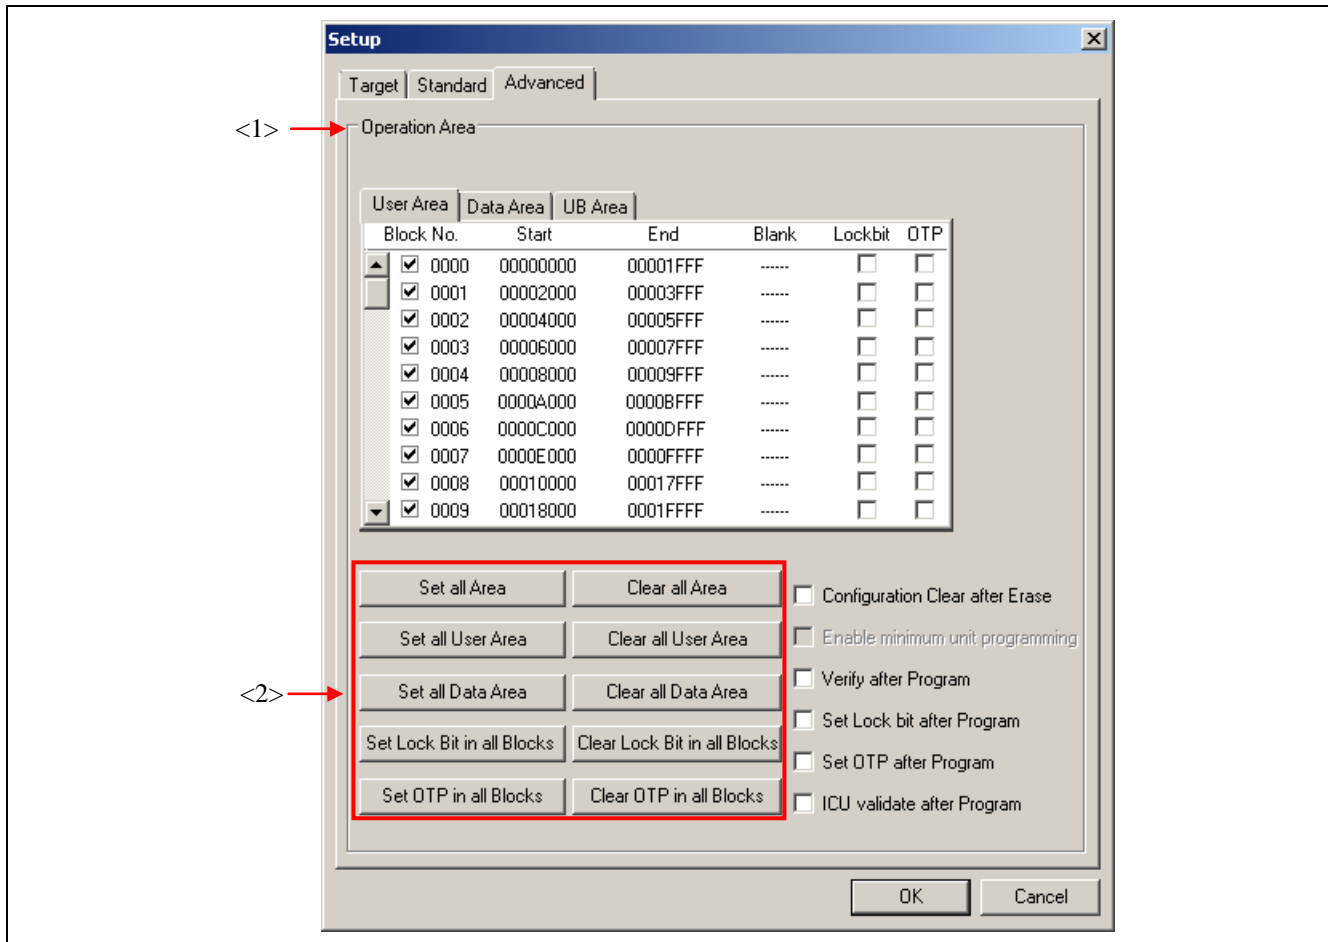 Setup
Target Standard Advanced
<1>
Operation Area
User Area Data Area UB Area
Block No. Start End Blank Lockbit OTP
0000 00000000 00001FFF ------
0001 00002000 00003FFF ------
0002 00004000 00005FFF ------
0003 00006000 00007FFF ------
0004 00008000 00009FFF ------
0005 0000A000 0000BFFF ------
0006 0000C000 0000DFFF ------
0007 0000E000 0000FFFF ------
0008 00010000 00017FFF ------
0009 00018000 0001FFFF ------
<2>
Set all Area Clear all Area
Set all User Area Clear all User Area
Set all Data Area Clear all Data Area
Set Lock Bit in all Blocks Clear Lock Bit in all Blocks
Set OTP in all Blocks Clear OTP in all Blocks
Configuration Clear after Erase
Enable minimum unit programming
Verify after Program
Set Lock bit after Program
Set OTP after Program
ICU validate after Program
OK Cancel